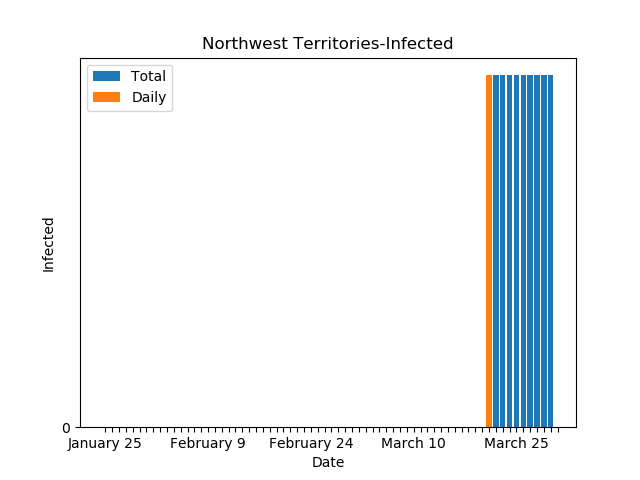 Northwest Territories-Infected
Total
Daily
Infected
0
January 25 February 9 February 24 March 10 March 25
Date